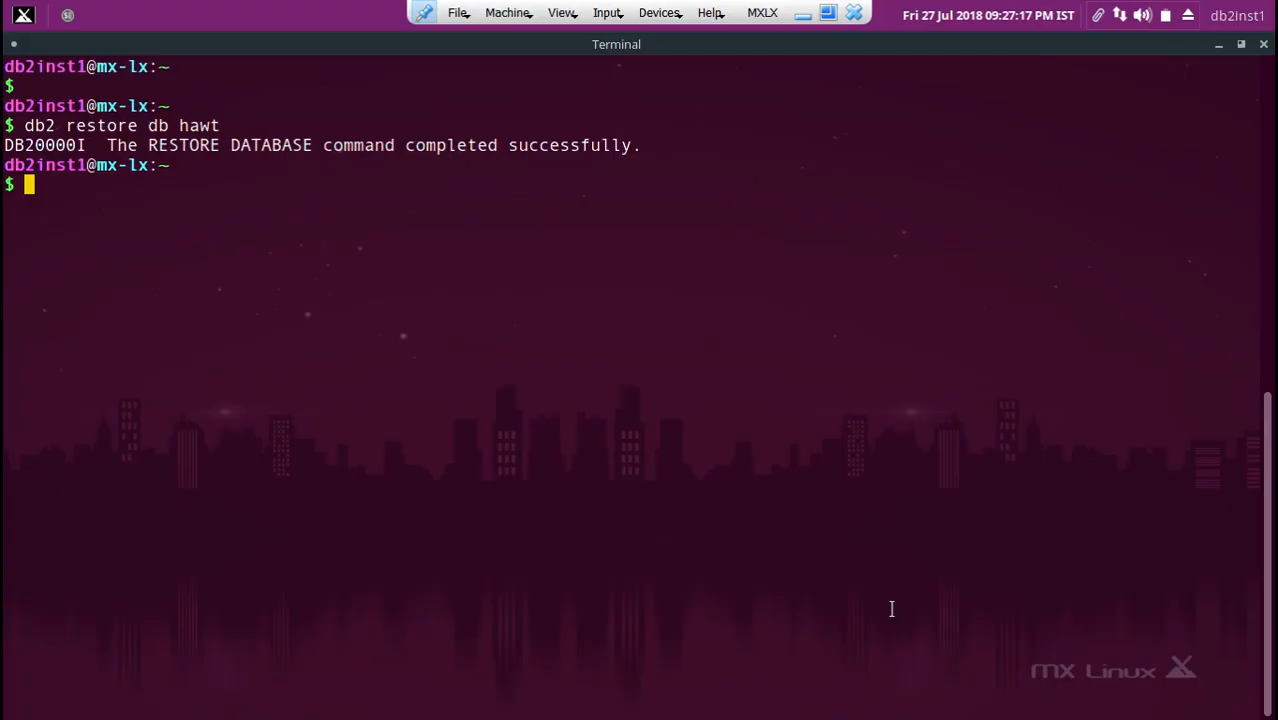 File Machine View Input Devices Help MXLX Fri 27 Jul 2018 09:27:17 PM IST db2inst1
Terminal
db2inst1@mx-lx:~
$
db2inst1@mx-lx:~
$ db2 restore db hawt
DB20000I  The RESTORE DATABASE command completed successfully.
db2inst1@mx-lx:~
$
mx Linux